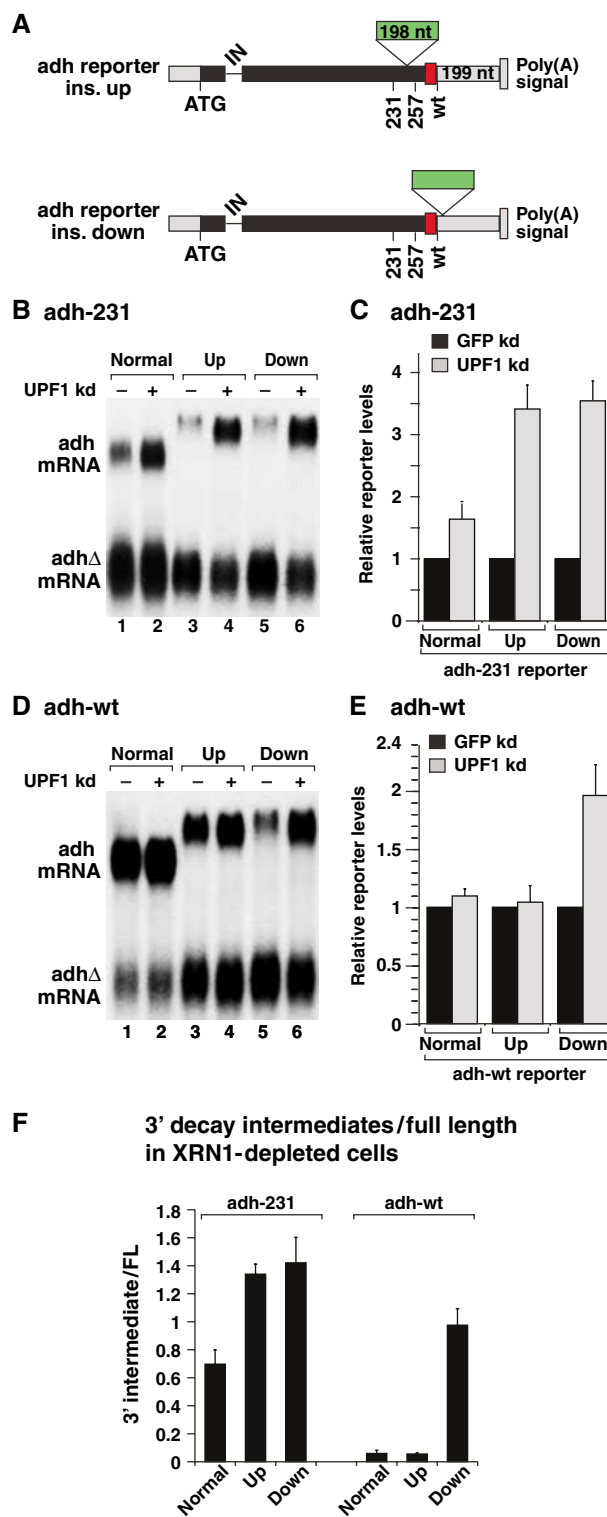 A
198 nt
adh reporter
ins. up
IN
199 nt
Poly(A)
signal
ATG
231
257
wt
adh reporter
ins. down
IN
Poly(A)
signal
ATG
231
257
wt
B adh-231
Normal Up Down
UPF1 kd – + – + – +
adh
mRNA
adhΔ
mRNA
1 2 3 4 5 6
C adh-231
GFP kd
UPF1 kd
Relative reporter levels
4
3
2
1
0
Normal Up Down
adh-231 reporter
D adh-wt
Normal Up Down
UPF1 kd – + – + – +
adh
mRNA
adhΔ
mRNA
1 2 3 4 5 6
E adh-wt
GFP kd
UPF1 kd
Relative reporter levels
2.4
2
1.5
1
0.5
0
Normal Up Down
adh-wt reporter
F 3' decay intermediates/full length
in XRN1-depleted cells
adh-231 adh-wt
3' intermediate/FL
1.8
1.6
1.4
1.2
1
0.8
0.6
0.4
0.2
0
Normal Up Down Normal Up Down